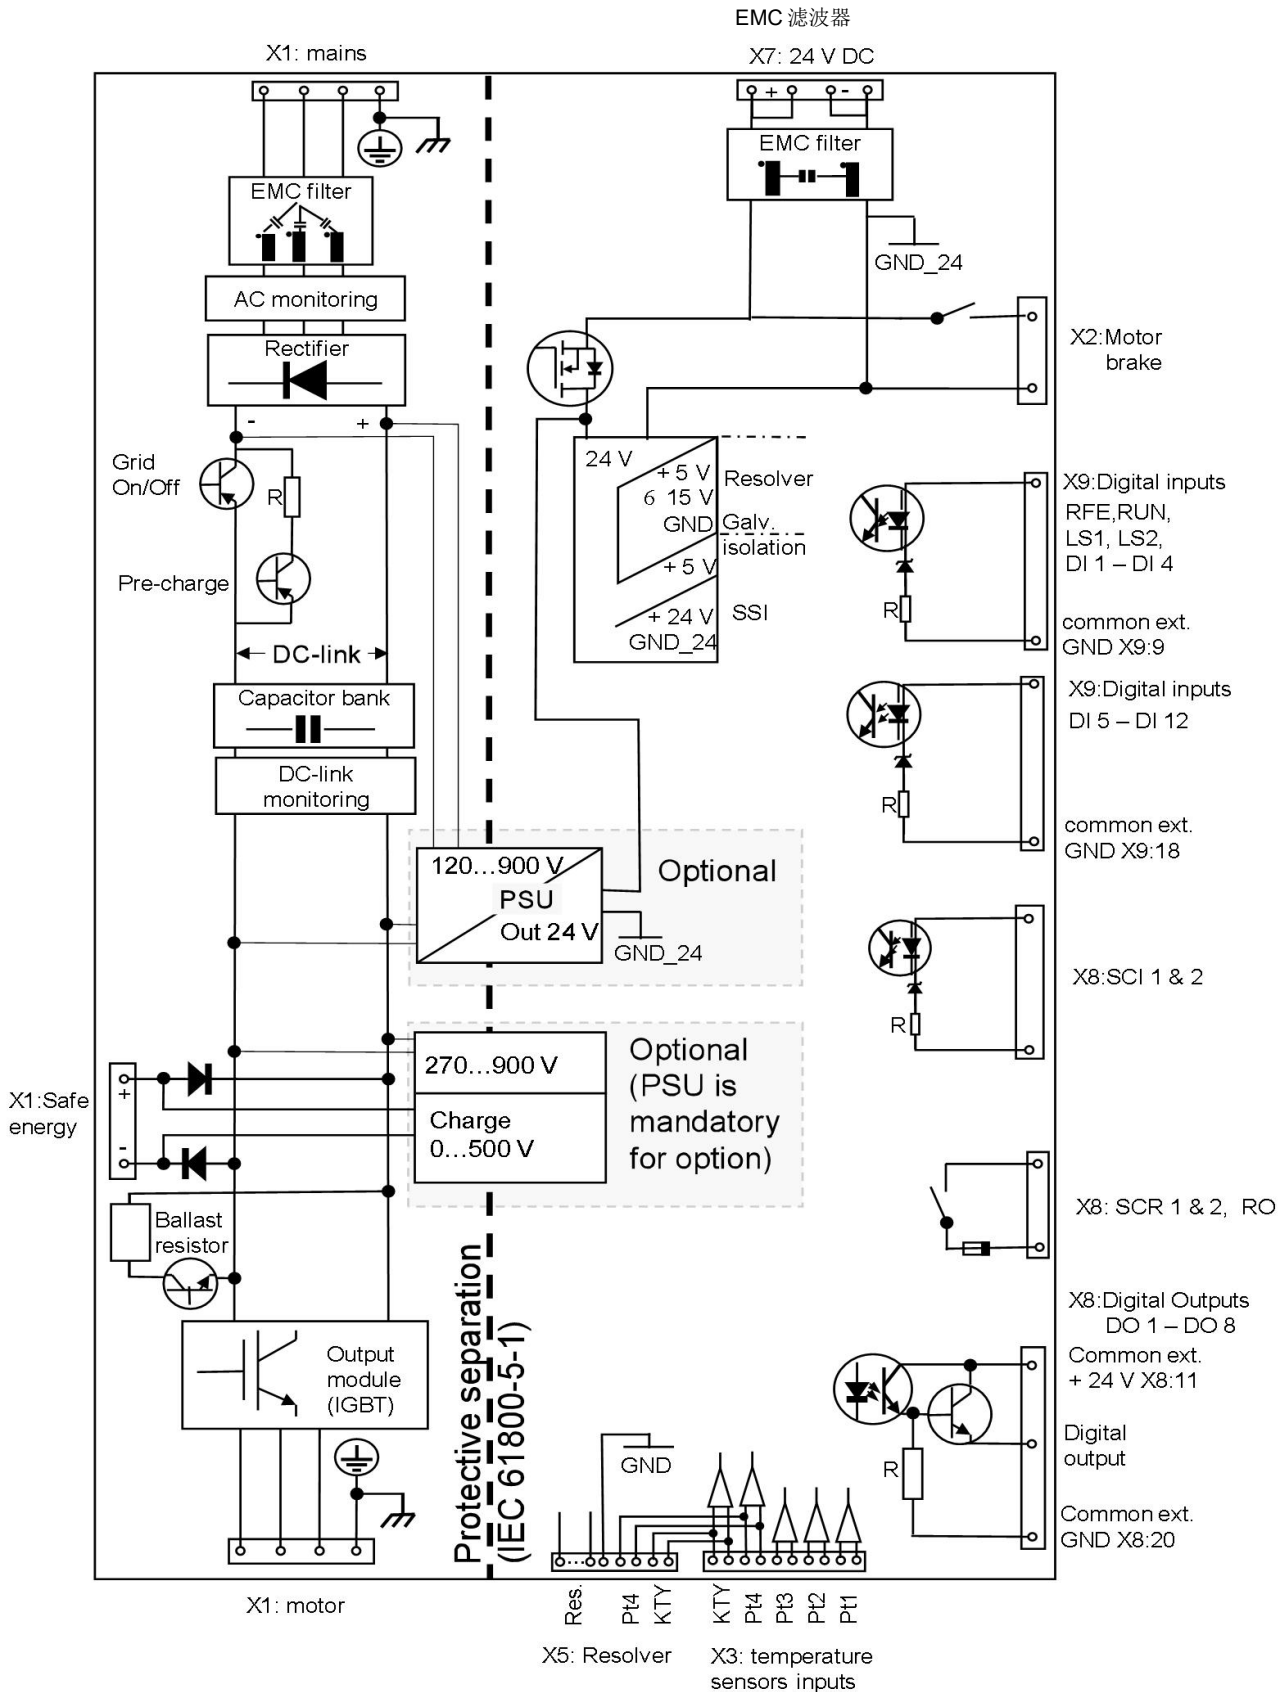 EMC 滤波器
X1: mains
X7: 24 V DC
+ -
EMC filter
EMC filter
GND_24
AC monitoring
Rectifier
- +
X2:Motor
brake
Grid
On/Off
R
Pre-charge
24 V
+ 5 V
6 15 V
GND
+ 5 V
+ 24 V
GND_24
Resolver
Galv.
isolation
SSI
X9:Digital inputs
RFE,RUN,
LS1, LS2,
DI 1 – DI 4
R
common ext.
GND X9:9
DC-link
Capacitor bank
DC-link
monitoring
X9:Digital inputs
DI 5 – DI 12
R
common ext.
GND X9:18
120...900 V
PSU
Out 24 V
Optional
GND_24
X8:SCI 1 & 2
R
270...900 V
Charge
0...500 V
Optional
(PSU is
mandatory
for option)
X1:Safe
energy
+
-
Ballast
resistor
X8: SCR 1 & 2, RO
Protective separation
(IEC 61800-5-1)
Output
module
(IGBT)
X8:Digital Outputs
DO 1 – DO 8
Common ext.
+ 24 V X8:11
Digital
output
R
Common ext.
GND X8:20
GND
X1: motor
Res.
...
Pt4
KTY
KTY
Pt4
Pt3
Pt2
Pt1
X5: Resolver
X3: temperature
sensors inputs